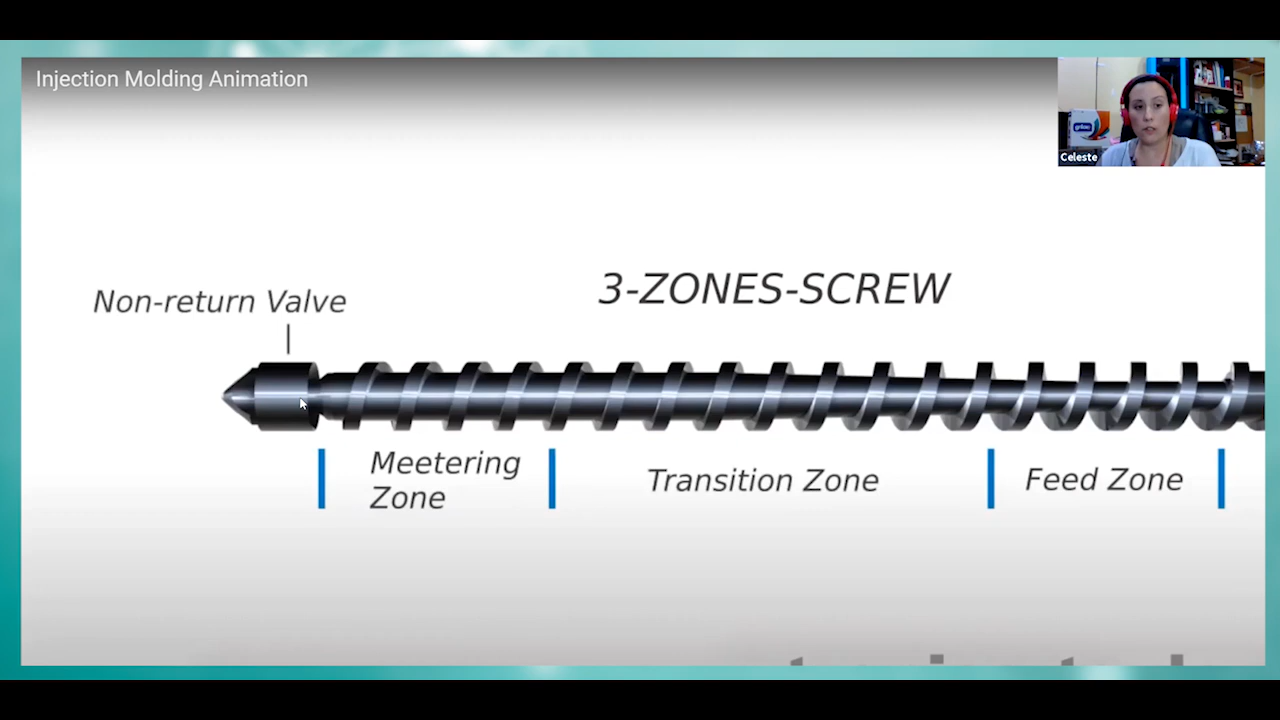 Injection Molding Animation
Celeste
3-ZONES-SCREW
Non-return Valve
Meetering
Zone
Transition Zone
Feed Zone